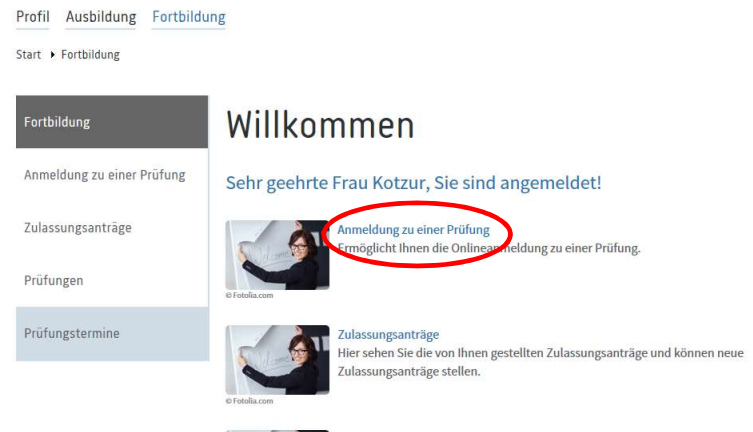 Profil Ausbildung Fortbildung
Start ▸ Fortbildung
Fortbildung
Anmeldung zu einer Prüfung
Zulassungsanträge
Prüfungen
Prüfungstermine
Willkommen
Sehr geehrte Frau Kotzur, Sie sind angemeldet!
Anmeldung zu einer Prüfung
Ermöglicht Ihnen die Onlineanmeldung zu einer Prüfung.
© Fotolia.com
Zulassungsanträge
Hier sehen Sie die von Ihnen gestellten Zulassungsanträge und können neue
Zulassungsanträge stellen.
© Fotolia.com